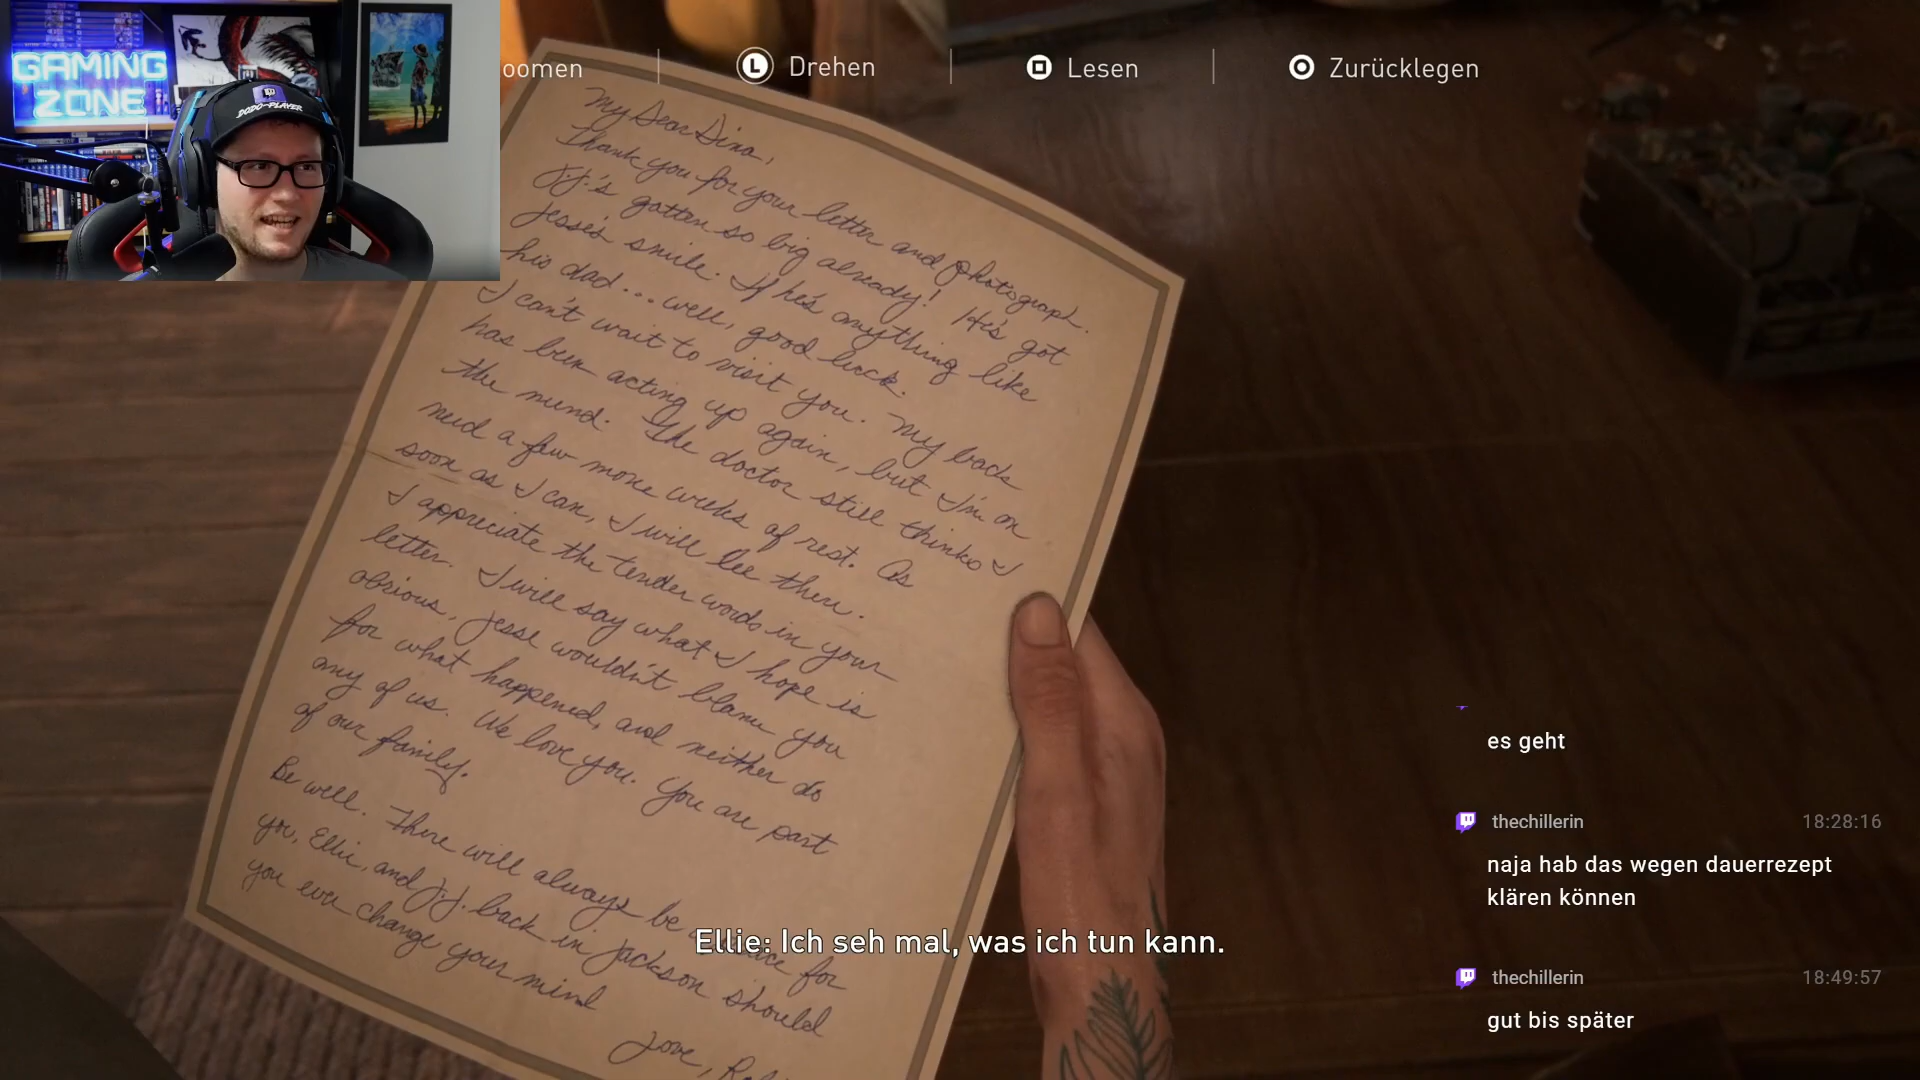 GAMING
ZONE
DODO-PLAYER
oomen
L Drehen
Lesen
Zurücklegen
My Dear Dina,
Thank you for your letter and photograph.
J.J.'s gotten so big already! He's got
Jesse's smile. If he's anything like
his dad... well, good luck.
I can't wait to visit you. My back
has been acting up again, but I'm on
the mend. The doctor still thinks I
need a few more weeks of rest. As
soon as I can, I will be there.
I appreciate the tender words in your
letter. I will say what I hope is
obvious, Jesse wouldn't blame you
for what happened, and neither do
any of us. We love you. You are part
of our family.
Be well. There will always be a place for
you, Ellie, and J.J. back in Jackson should
you ever change your mind
Love,
Ellie: Ich seh mal, was ich tun kann.
es geht
thechillerin 18:28:16
naja hab das wegen dauerrezept
klären können
thechillerin 18:49:57
gut bis später